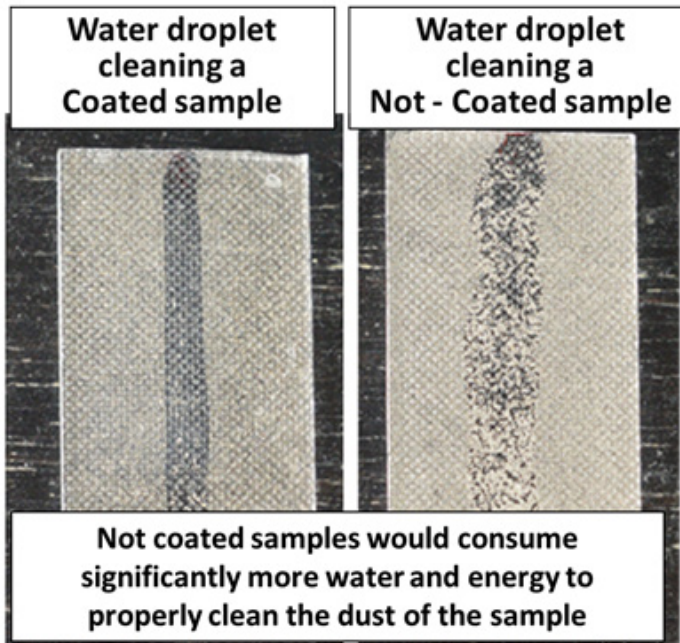 Water droplet
cleaning a
Coated sample
Water droplet
cleaning a
Not - Coated sample
Not coated samples would consume
significantly more water and energy to
properly clean the dust of the sample